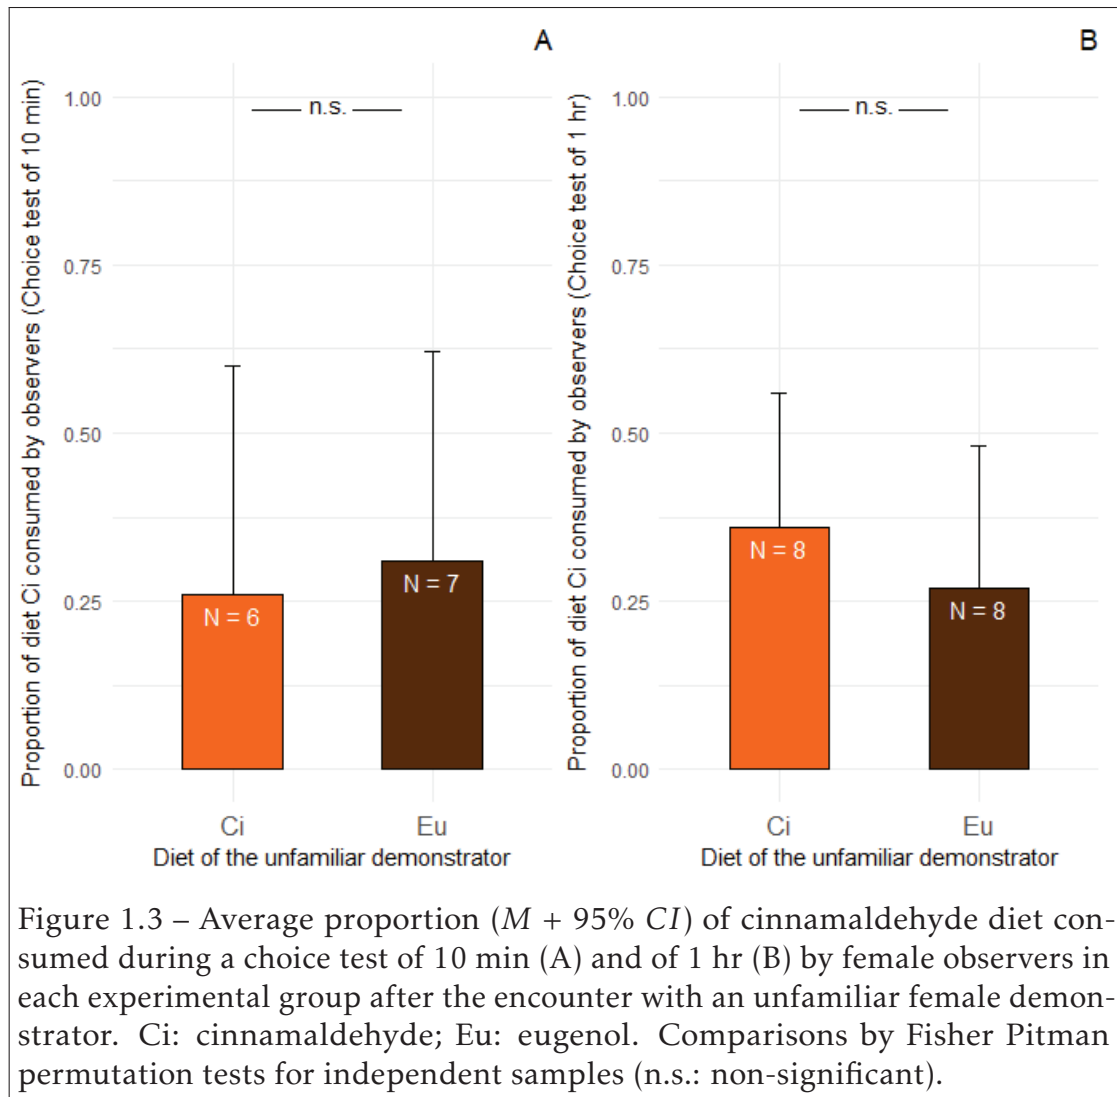 A
Proportion of diet Ci consumed by observers (Choice test of 10 min)
1.00
0.75
0.50
0.25
0.00
n.s.
N = 6
N = 7
Ci
Eu
Diet of the unfamiliar demonstrator
B
Proportion of diet Ci consumed by observers (Choice test of 1 hr)
1.00
0.75
0.50
0.25
0.00
n.s.
N = 8
N = 8
Ci
Eu
Diet of the unfamiliar demonstrator
Figure 1.3 – Average proportion (M + 95% CI) of cinnamaldehyde diet con-
sumed during a choice test of 10 min (A) and of 1 hr (B) by female observers in
each experimental group after the encounter with an unfamiliar female demon-
strator. Ci: cinnamaldehyde; Eu: eugenol. Comparisons by Fisher Pitman
permutation tests for independent samples (n.s.: non-significant).